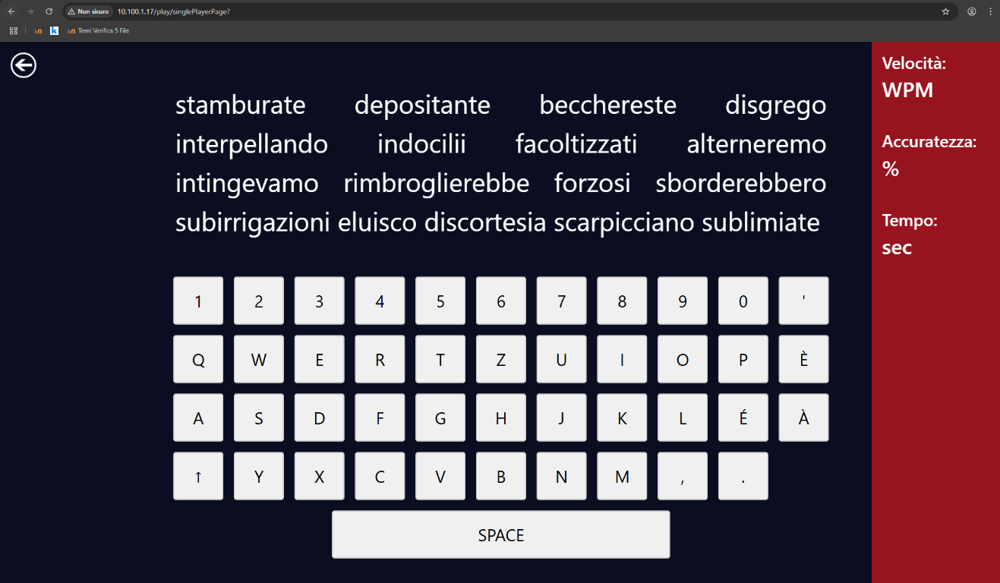 Non sicuro 10.100.1.17/play/singlePlayerPage?
Temi Verifica 5 File
stamburate depositante becchereste disgrego
interpellando indocilii facoltizzati alterneremo
intingevamo rimbroglierebbe forzosi sborderebbero
subirrigazioni eluisco discortesia scarpicciano sublimiate
1 2 3 4 5 6 7 8 9 0 '
Q W E R T Z U I O P È
A S D F G H J K L É À
↑ Y X C V B N M , .
SPACE
Velocità:
WPM
Accuratezza:
%
Tempo:
sec